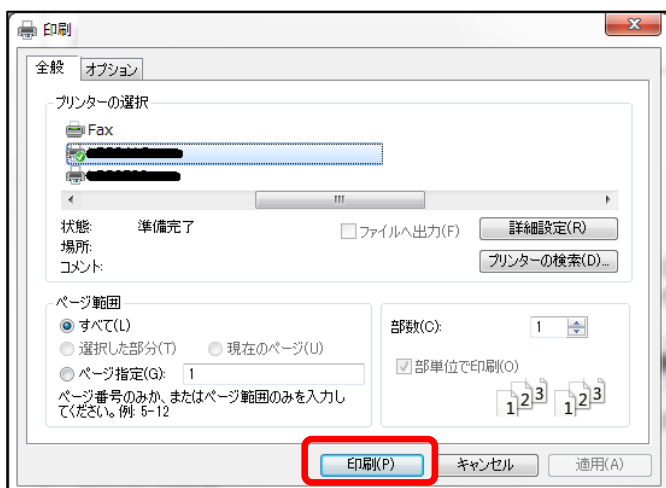 印刷
全般 オプション
プリンターの選択
Fax
状態: 準備完了 ファイルへ出力(F) 詳細設定(R)
場所:
コメント: プリンターの検索(D)...
ページ範囲
すべて(L) 部数(C): 1
選択した部分(T) 現在のページ(U)
部単位で印刷(O)
ページ指定(G): 1
ページ番号のみか、またはページ範囲のみを入力し
てください。例: 5-12
1 2 3 1 2 3
印刷(P) キャンセル 適用(A)